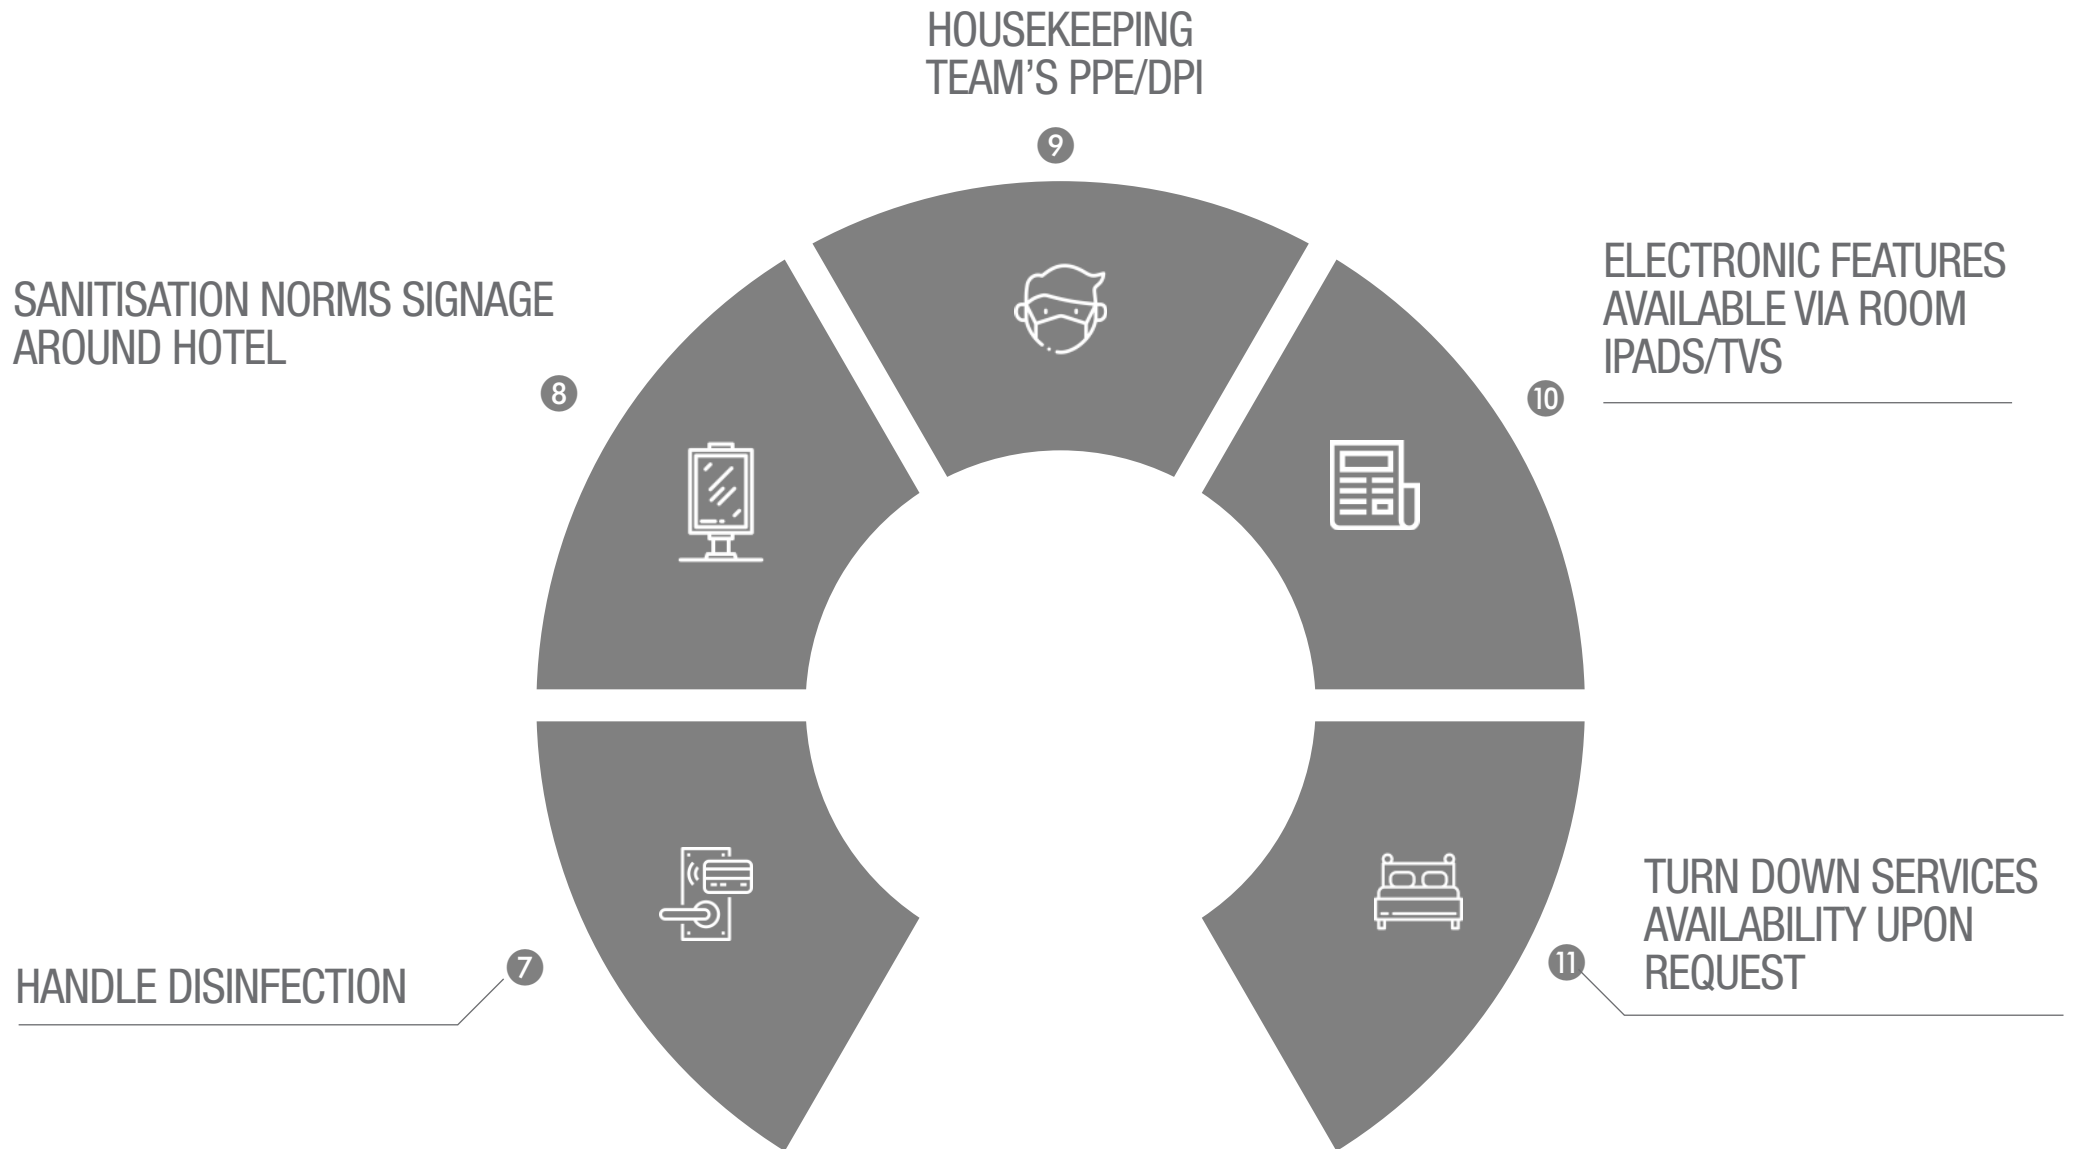 HOUSEKEEPING
TEAM’S PPE/DPI
9
SANITISATION NORMS SIGNAGE
AROUND HOTEL
8
ELECTRONIC FEATURES
AVAILABLE VIA ROOM
IPADS/TVS
10
HANDLE DISINFECTION
7
TURN DOWN SERVICES
AVAILABILITY UPON
REQUEST
11